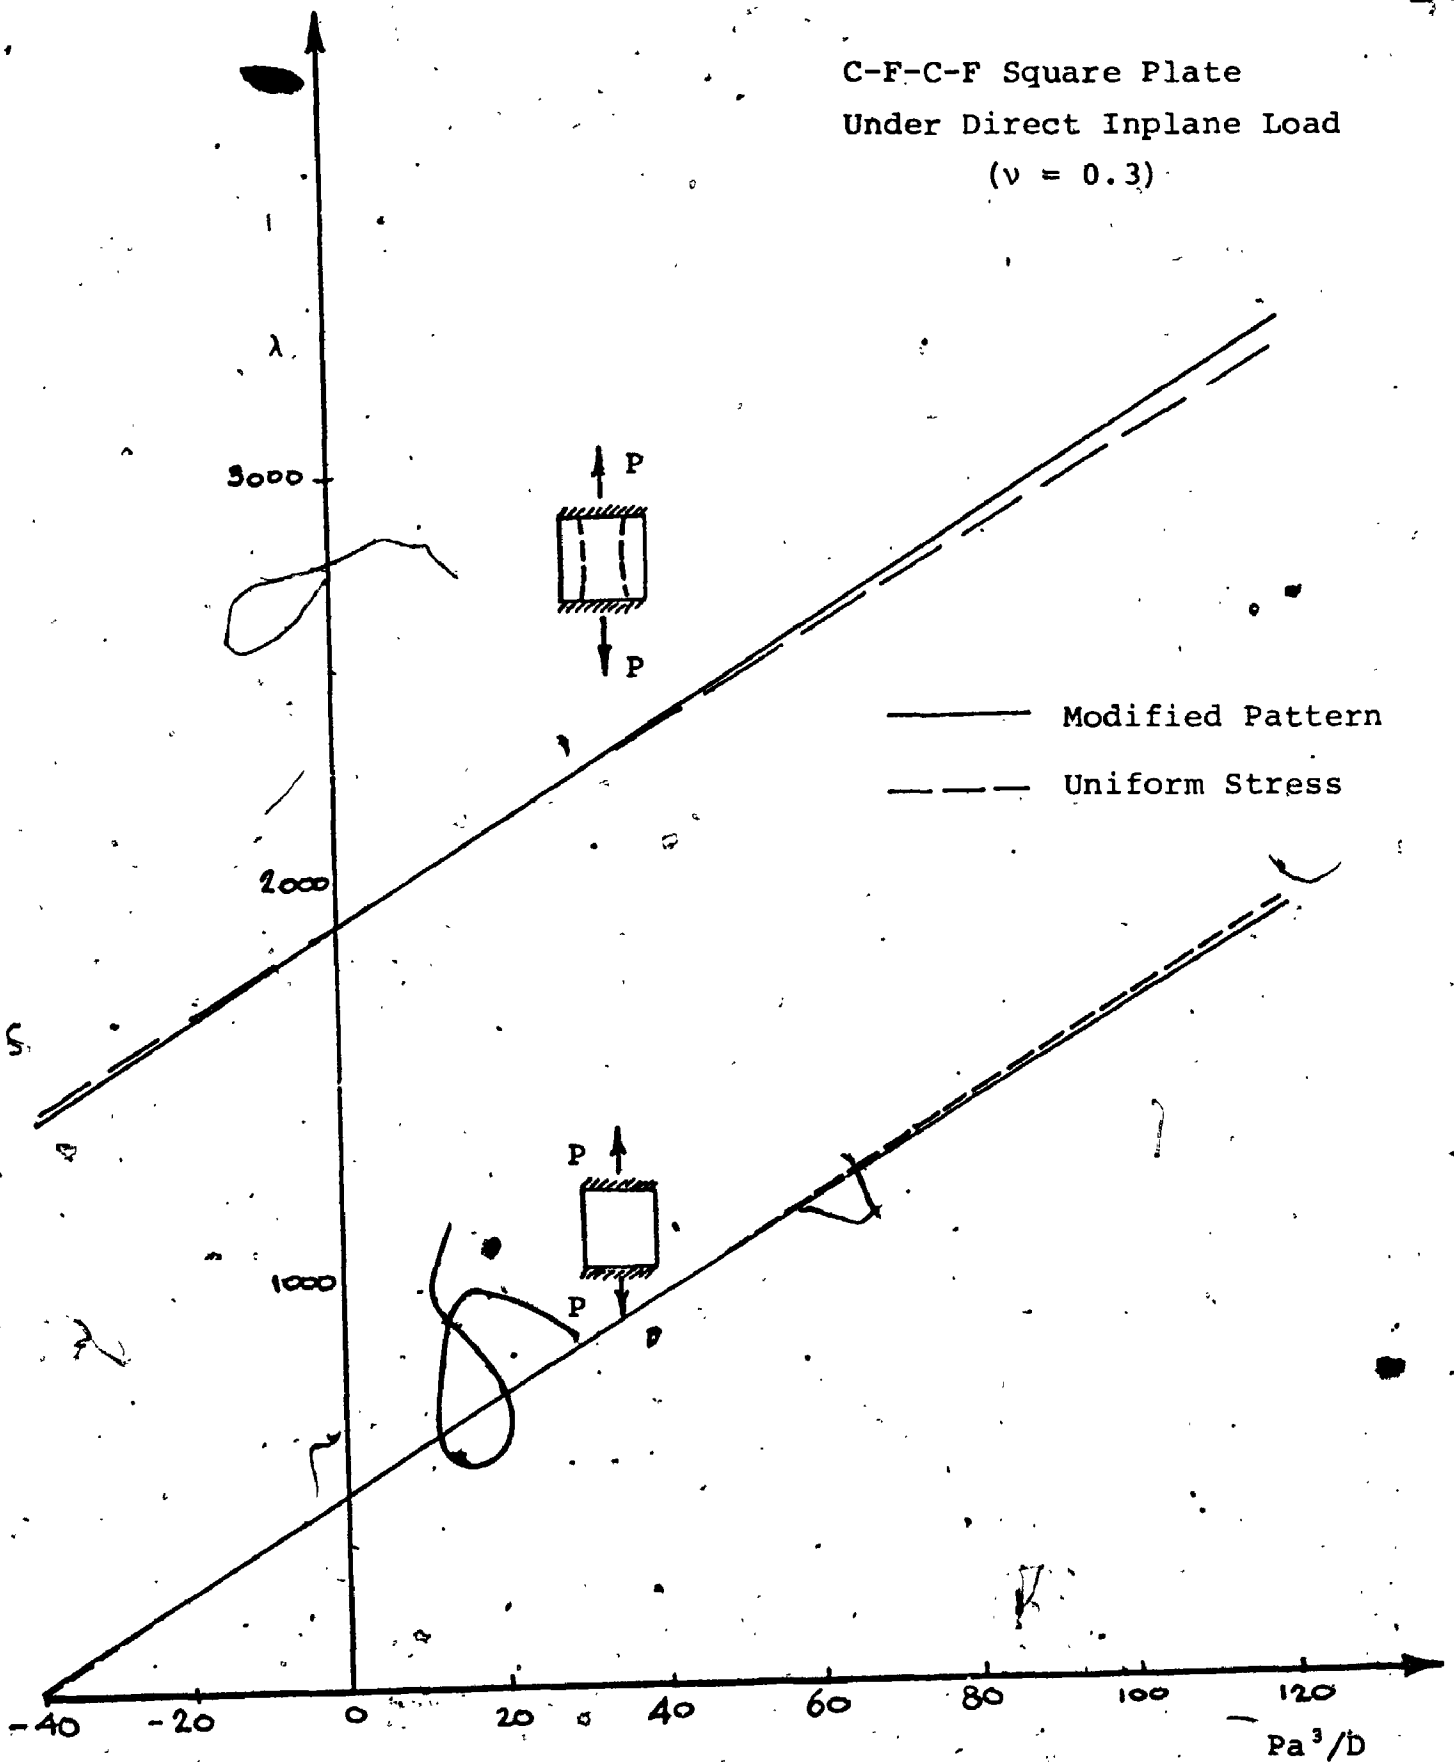 C-F-C-F Square Plate
Under Direct Inplane Load
(ν = 0.3)
λ
3000
P
P
Modified Pattern
Uniform Stress
2000
P
1000
P
-40 -20 0 20 40 60 80 100 120
Pa³/D